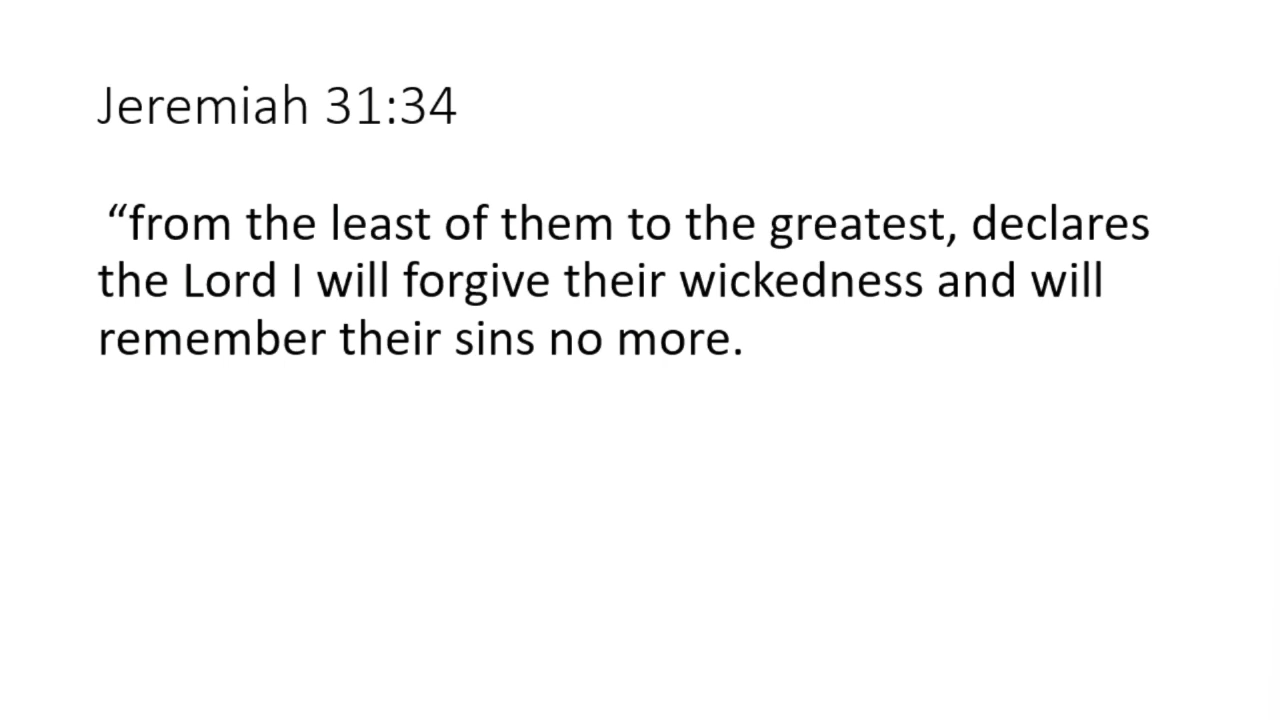 Jeremiah 31:34
“from the least of them to the greatest, declares
the Lord I will forgive their wickedness and will
remember their sins no more.